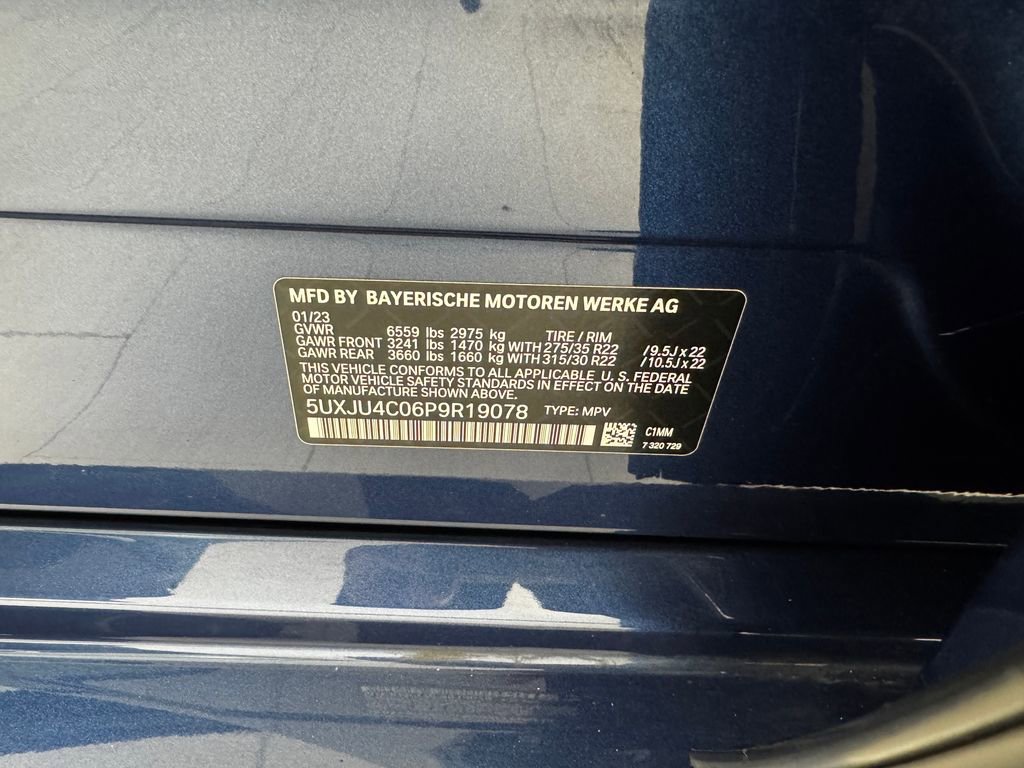 MFD BY BAYERISCHE MOTOREN WERKE AG
01/23
GVWR 6559 lbs 2975 kg TIRE / RIM
GAWR FRONT 3241 lbs 1470 kg WITH 275/35 R22 / 9.5J x 22
GAWR REAR 3660 lbs 1660 kg WITH 315/30 R22 / 10.5J x 22
THIS VEHICLE CONFORMS TO ALL APPLICABLE U. S. FEDERAL
MOTOR VEHICLE SAFETY STANDARDS IN EFFECT ON THE DATE
OF MANUFACTURE SHOWN ABOVE.
5UXJU4C06P9R19078 TYPE: MPV
C1MM
7 320 729